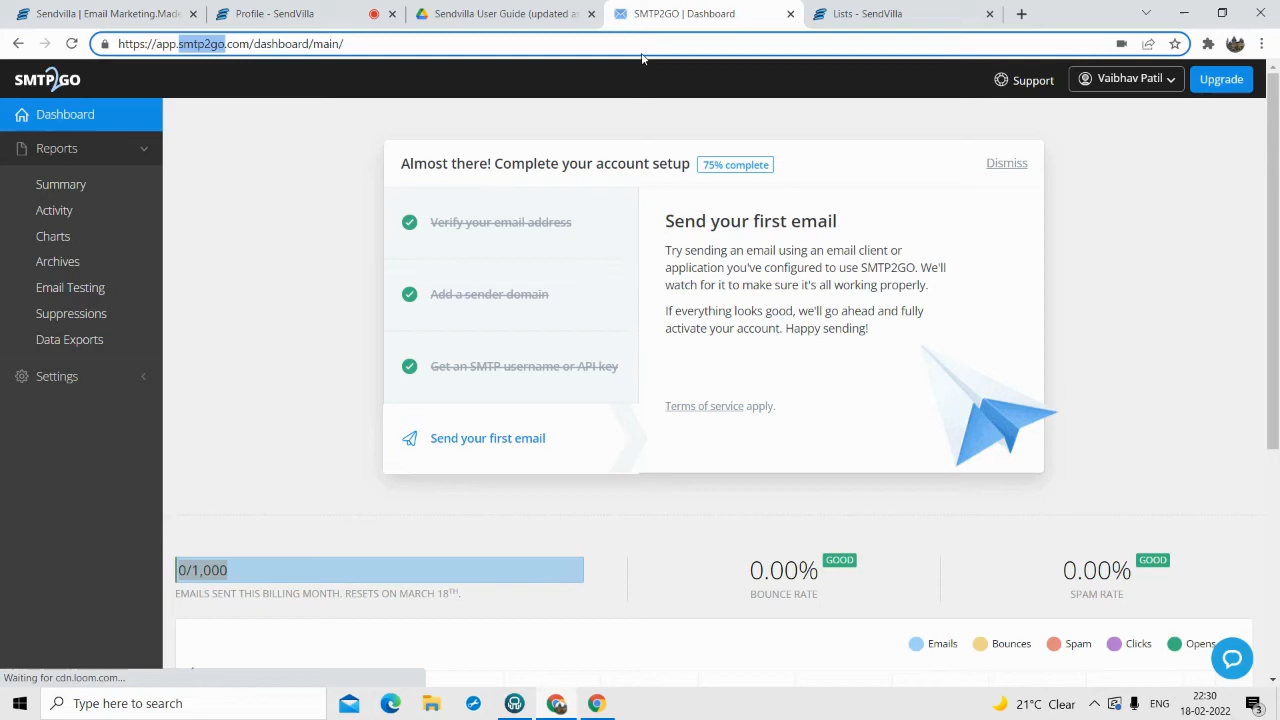 Sendvilla | Email Marketing.Made
Profile - SendVilla
Sendvilla User Guide (updated as
SMTP2GO | Dashboard
Lists - SendVilla
https://app.smtp2go.com/dashboard/main/
SMTP2GO
Support
Vaibhav Patil
Upgrade
Dashboard
Reports
Summary
Activity
Charts
Archives
Email Testing
Suppressions
Data Exports
Settings
Almost there! Complete your account setup 75% complete
Dismiss
Verify your email address
Add a sender domain
Get an SMTP username or API key
Send your first email
Send your first email
Try sending an email using an email client or
application you've configured to use SMTP2GO. We'll
watch for it to make sure it's all working properly.
If everything looks good, we'll go ahead and fully
activate your account. Happy sending!
Terms of service apply.
0/1,000
EMAILS SENT THIS BILLING MONTH. RESETS ON MARCH 18TH.
0.00% GOOD
BOUNCE RATE
0.00% GOOD
SPAM RATE
Emails Bounces Spam Clicks Opens
Waiting for cdn.loom.com...
Type here to search
21°C Clear
ENG
22:30
18-02-2022
3